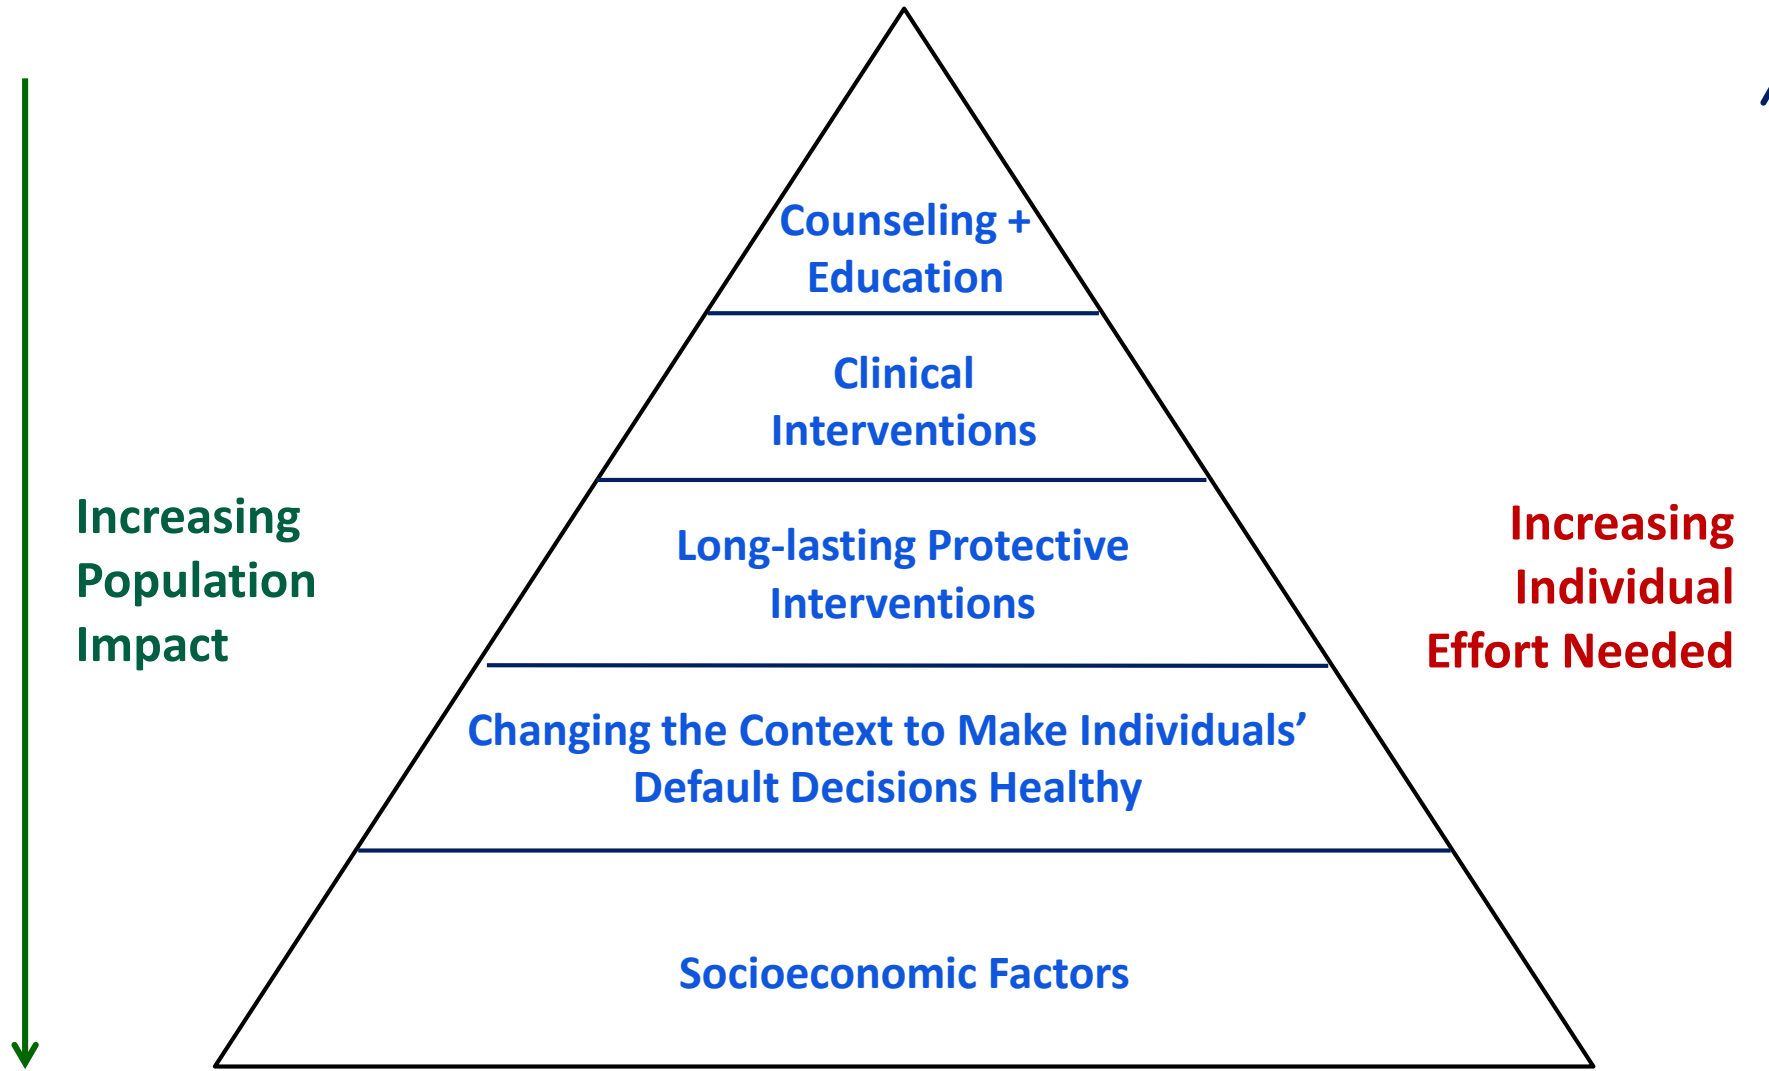 Counseling +
Education
Clinical
Interventions
Long-lasting Protective
Interventions
Changing the Context to Make Individuals’
Default Decisions Healthy
Socioeconomic Factors
Increasing
Population
Impact
Increasing
Individual
Effort Needed